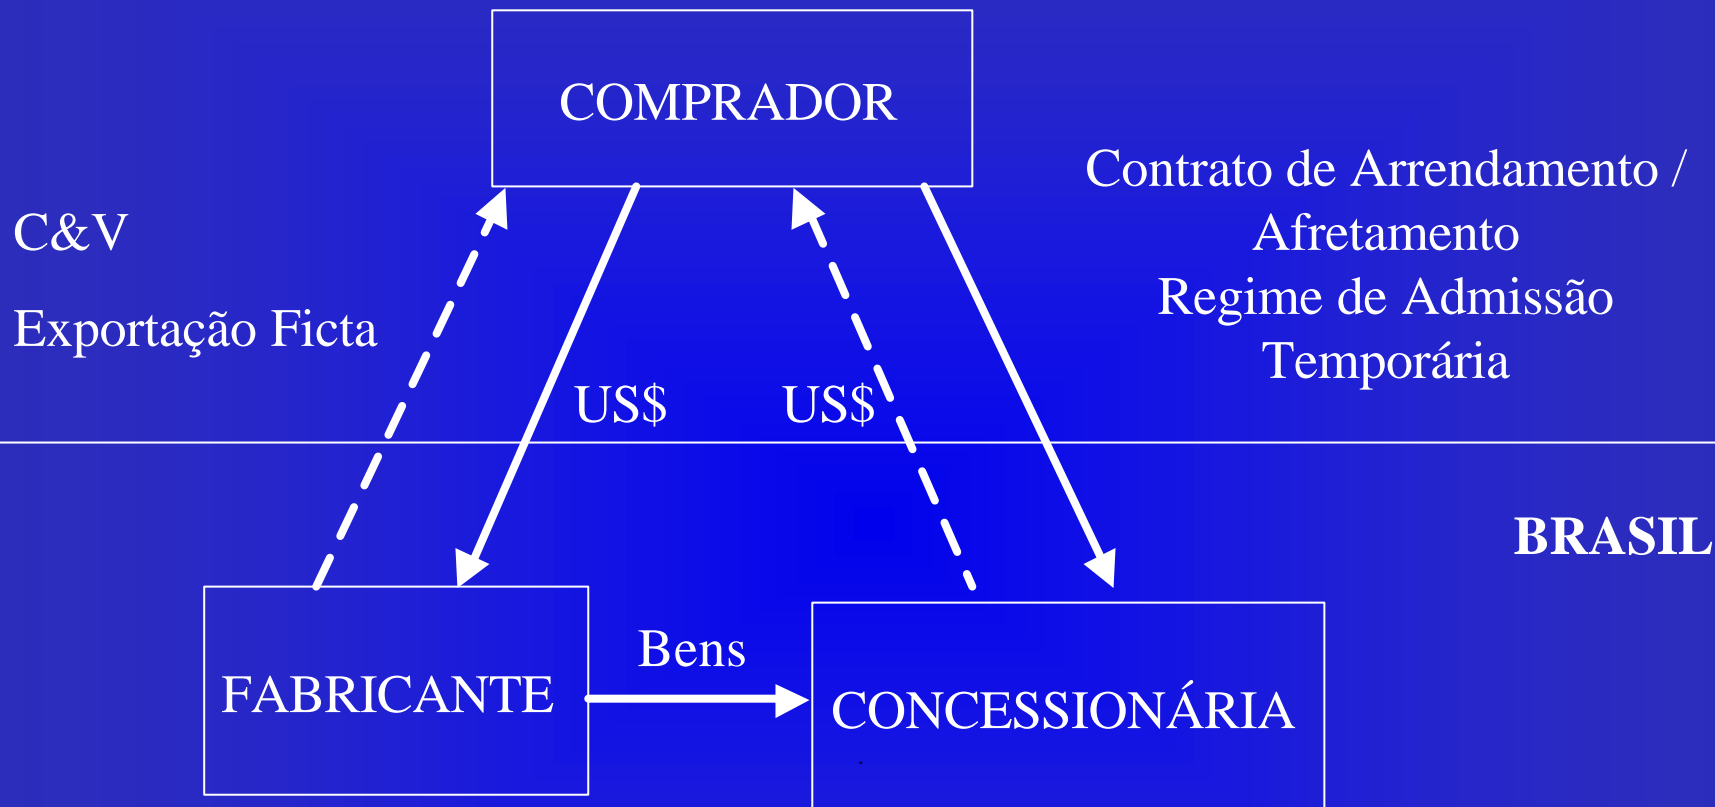 COMPRADOR
Contrato de Arrendamento /
Afretamento
Regime de Admissão
Temporária
C&V
Exportação Ficta
US$
US$
BRASIL
Bens
FABRICANTE
CONCESSIONÁRIA
.